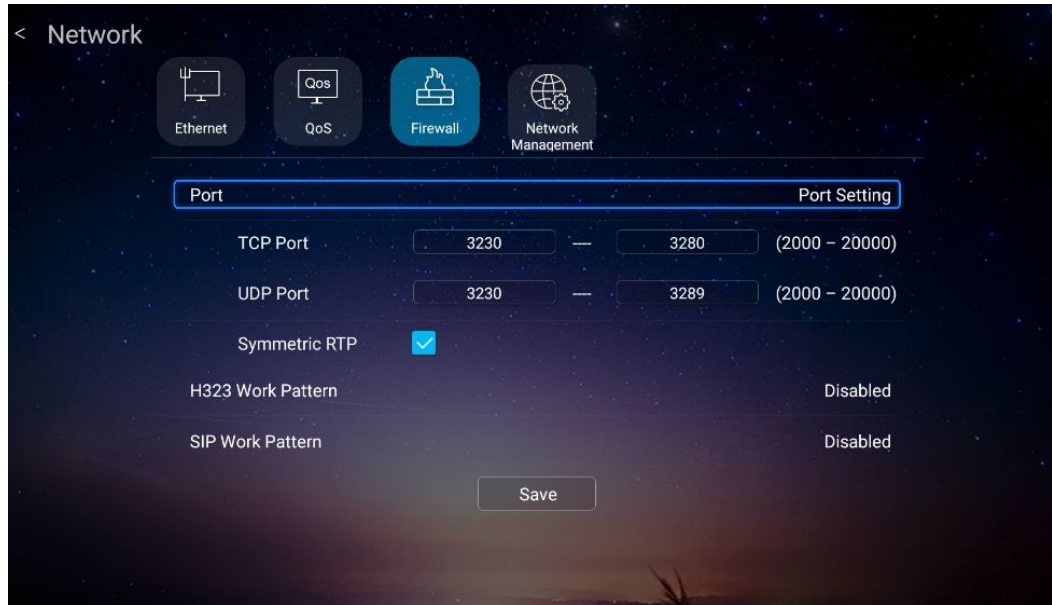 < Network
Qos
Ethernet QoS Firewall Network
Management
Port Port Setting
TCP Port 3230 — 3280 (2000 – 20000)
UDP Port 3230 — 3289 (2000 – 20000)
Symmetric RTP
H323 Work Pattern Disabled
SIP Work Pattern Disabled
Save